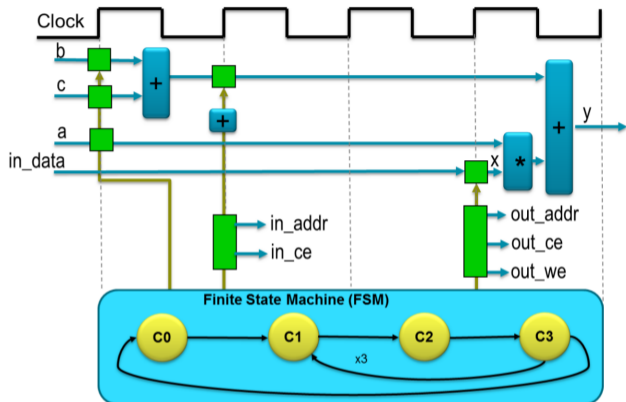 Clock
b
+
c
+
a
+
y
in_data
x
*
in_addr
in_ce
out_addr
out_ce
out_we
Finite State Machine (FSM)
C0
C1
C2
C3
x3